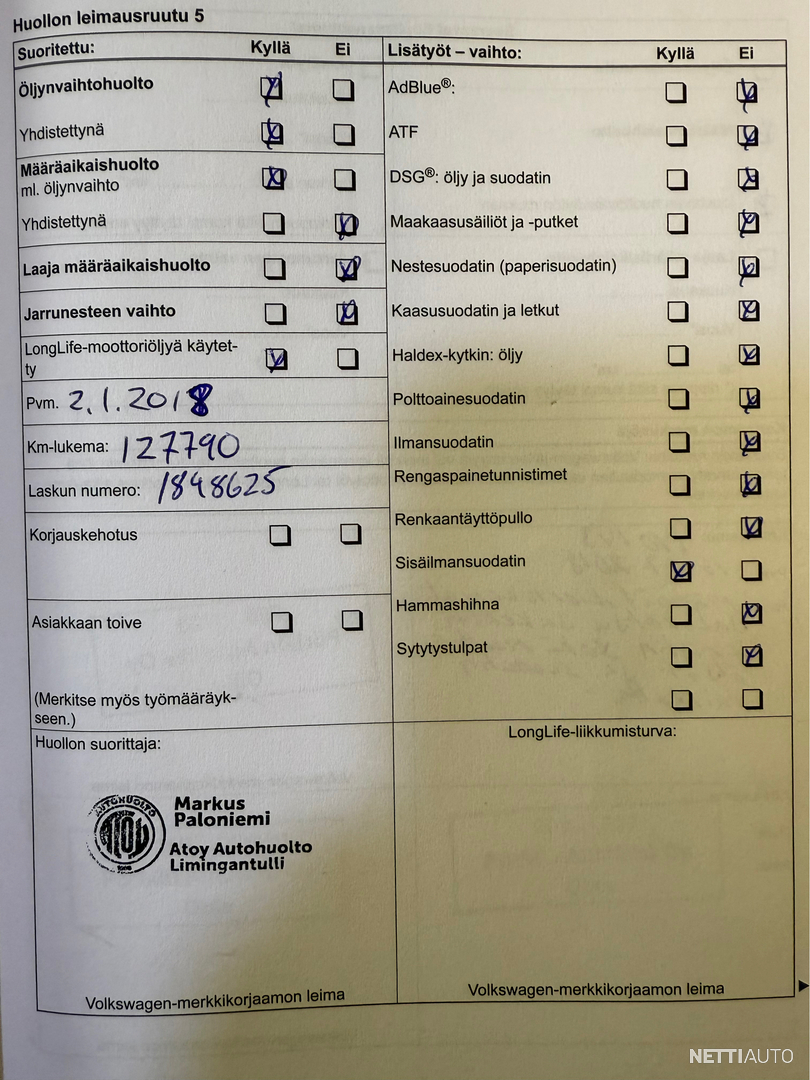 Huollon leimausruutu 5
Suoritettu: Kyllä Ei
Öljynvaihtohuolto
Yhdistettynä
Määräaikaishuolto
ml. öljynvaihto
Yhdistettynä
Laaja määräaikaishuolto
Jarrunesteen vaihto
LongLife-moottoriöljyä käytet-
ty
Pvm. 2.1.2018
Km-lukema: 127790
Laskun numero: 1848625
Korjauskehotus
Asiakkaan toive
(Merkitse myös työmääräyk-
seen.)
Huollon suorittaja:
AUTOHUOLTO
ATOY
Markus
Paloniemi
Atoy Autohuolto
Limingantulli
Volkswagen-merkkikorjaamon leima
Lisätyöt – vaihto: Kyllä Ei
AdBlue®:
ATF
DSG®: öljy ja suodatin
Maakaasusäiliöt ja -putket
Nestesuodatin (paperisuodatin)
Kaasusuodatin ja letkut
Haldex-kytkin: öljy
Polttoainesuodatin
Ilmansuodatin
Rengaspainetunnistimet
Renkaantäyttöpullo
Sisäilmansuodatin
Hammashihna
Sytytystulpat
LongLife-liikkumisturva:
Volkswagen-merkkikorjaamon leima
NETTIAUTO